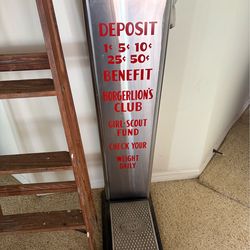 DEPOSIT
1¢ 5¢ 10¢
25¢ 50¢
BENEFIT
BORGERLION'S
CLUB
GIRL SCOUT
FUND
CHECK YOUR
WEIGHT
DAILY